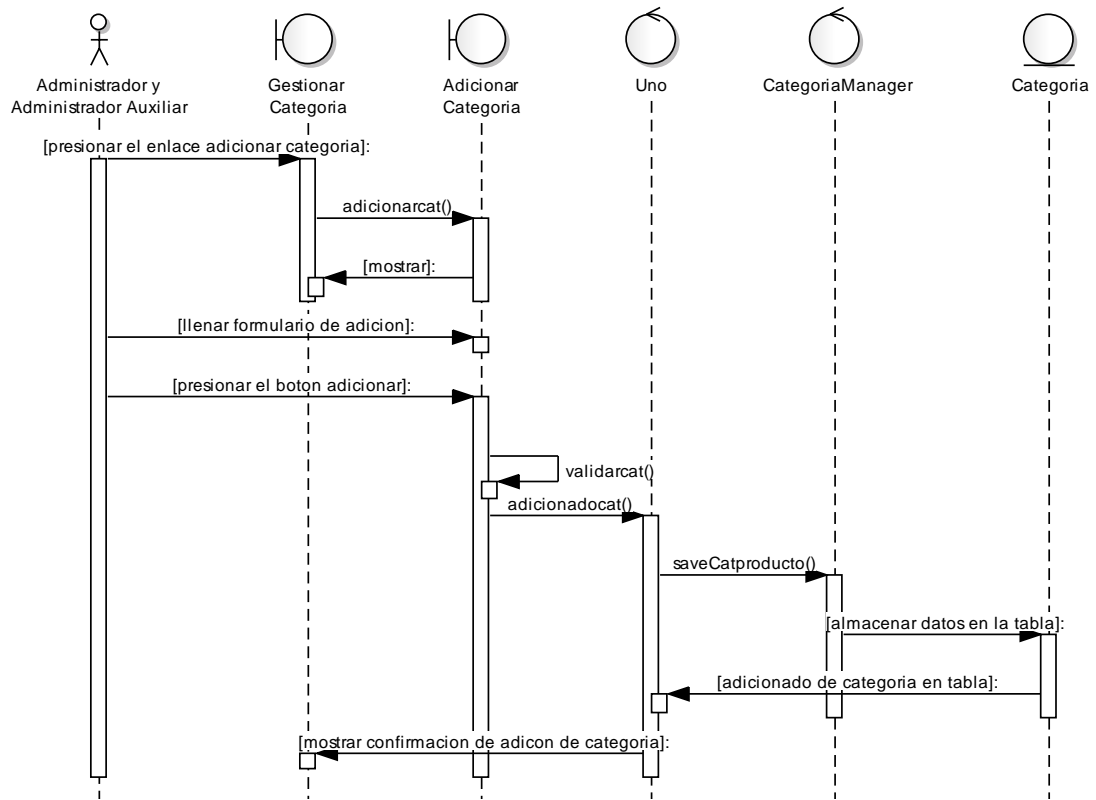 Administrador y
Administrador Auxiliar
Gestionar
Categoria
Adicionar
Categoria
Uno
CategoriaManager
Categoria
[presionar el enlace adicionar categoria]:
adicionarcat()
[mostrar]:
[llenar formulario de adicion]:
[presionar el boton adicionar]:
validarcat()
adicionadocat()
saveCatproducto()
[almacenar datos en la tabla]:
[adicionado de categoria en tabla]:
[mostrar confirmacion de adicon de categoria]: